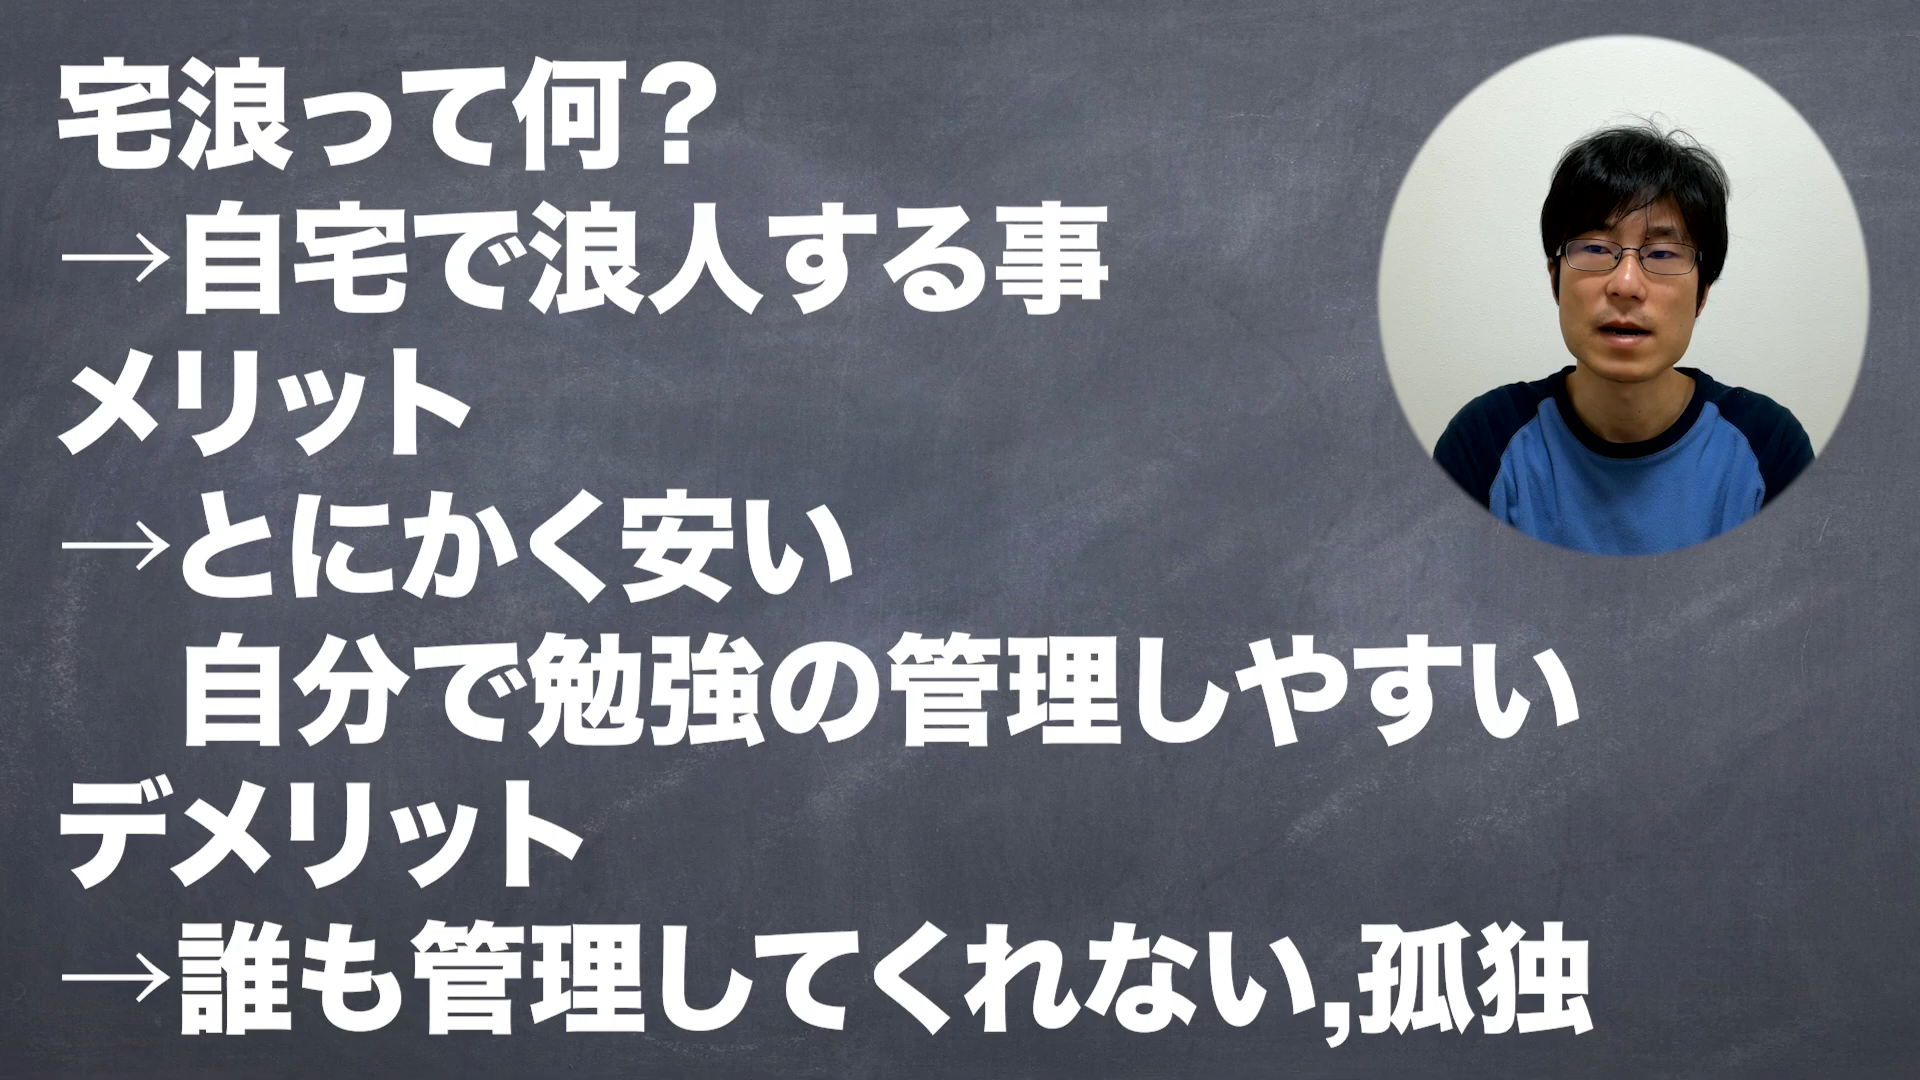 宅浪って何？
→自宅で浪人する事
メリット
→とにかく安い
自分で勉強の管理しやすい
デメリット
→誰も管理してくれない,孤独